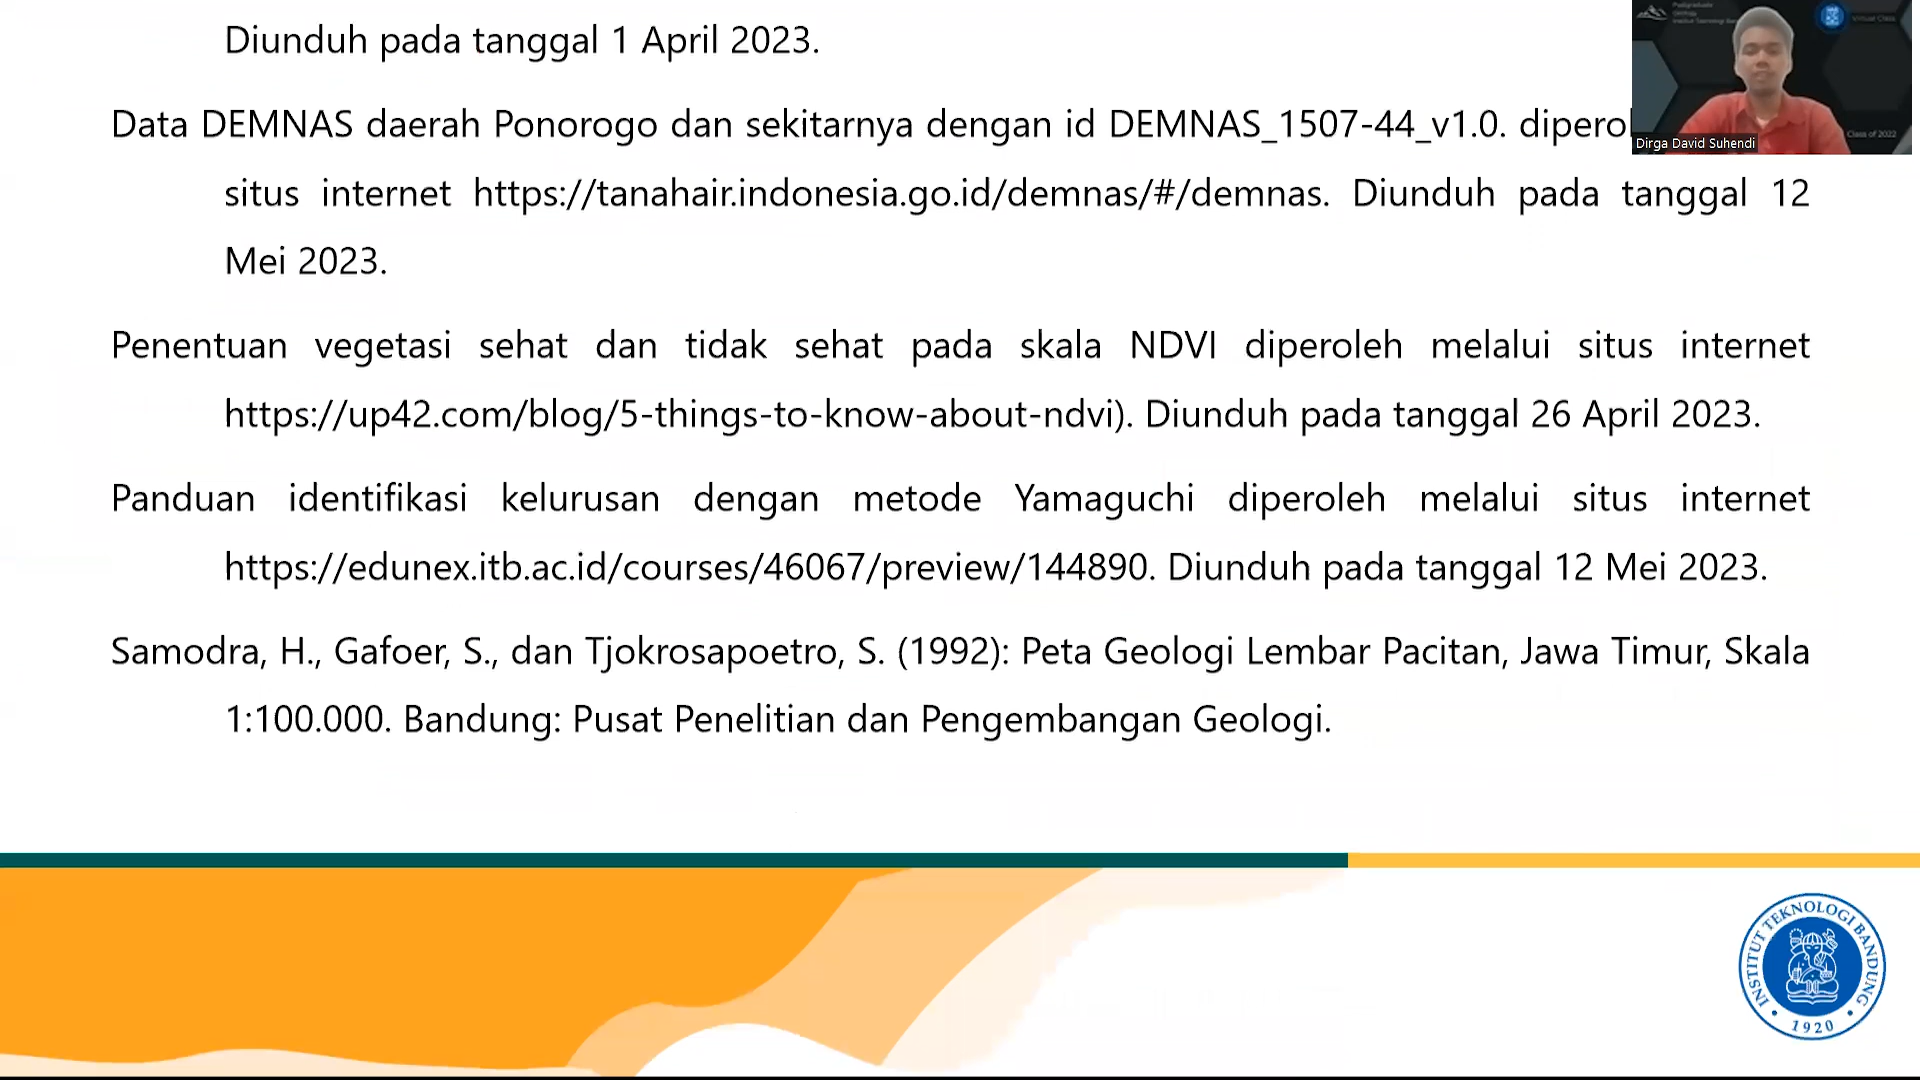 Diunduh pada tanggal 1 April 2023.
Data DEMNAS daerah Ponorogo dan sekitarnya dengan id DEMNAS_1507-44_v1.0.
situs internet https://tanahair.indonesia.go.id/demnas/#/demnas. Diunduh pada tanggal 12
Mei 2023.
Penentuan vegetasi sehat dan tidak sehat pada skala NDVI diperoleh melalui situs internet
https://up42.com/blog/5-things-to-know-about-ndvi). Diunduh pada tanggal 26 April 2023.
Panduan identifikasi kelurusan dengan metode Yamaguchi diperoleh melalui situs internet
https://edunex.itb.ac.id/courses/46067/preview/144890. Diunduh pada tanggal 12 Mei 2023.
Samodra, H., Gafoer, S., dan Tjokrosapoetro, S. (1992): Peta Geologi Lembar Pacitan, Jawa Timur, Skala
1:100.000. Bandung: Pusat Penelitian dan Pengembangan Geologi.
Virtual Class
Class of 2022
Dirga David Suhendi
INSTITUT TEKNOLOGI BANDUNG
1920